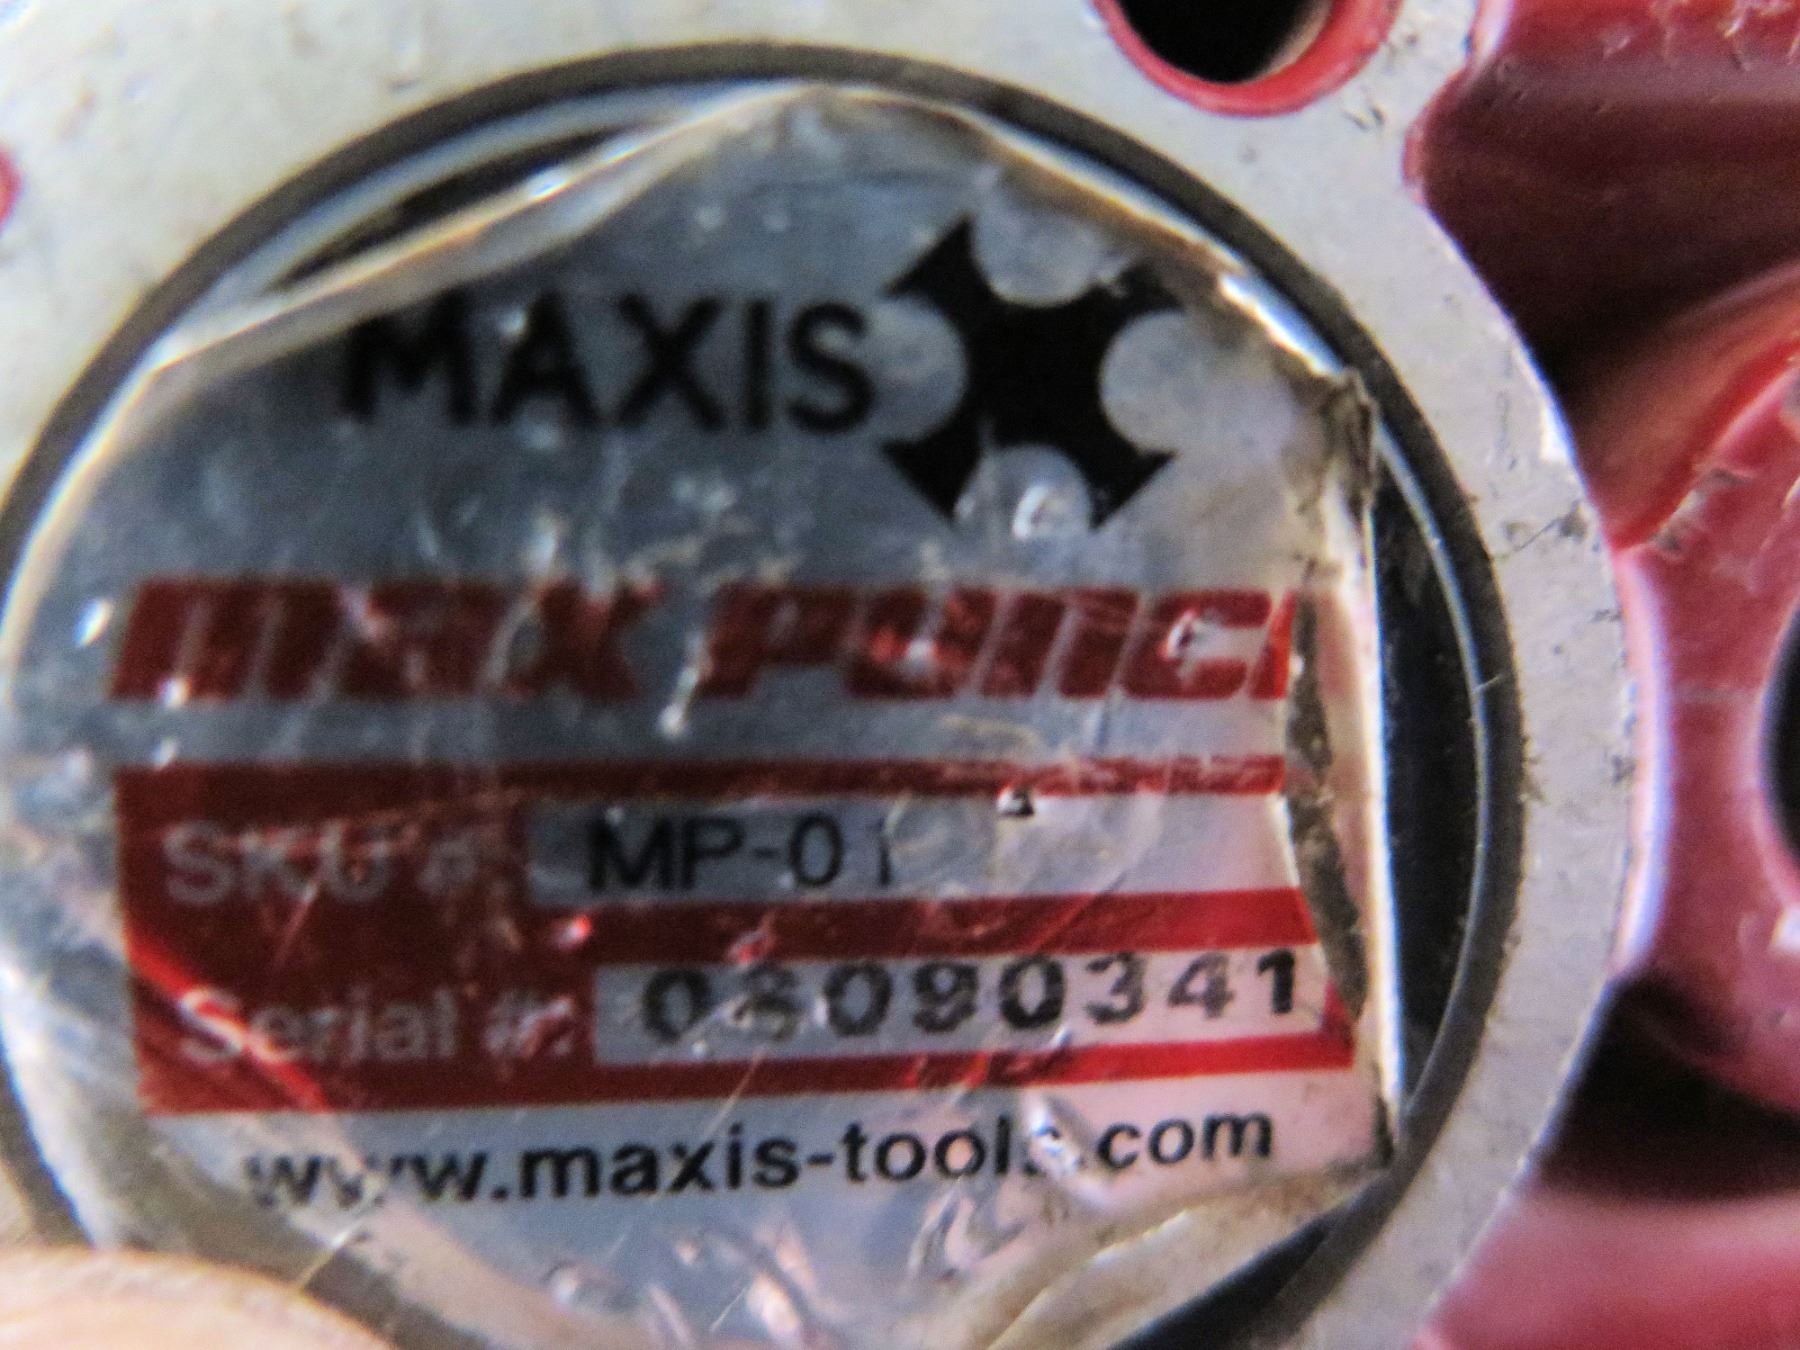 MAXIS
max PUNCH
SKU #: MP-01
Serial #: 08090341
www.maxis-tools.com